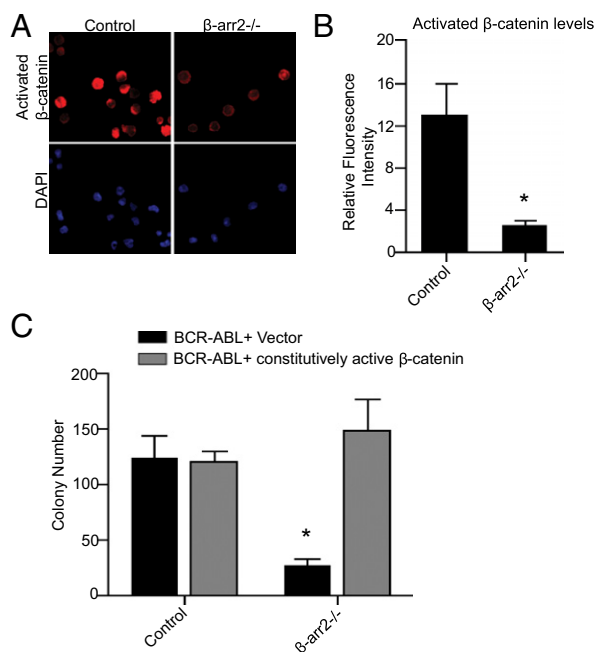 A
Control
β-arr2-/-
Activated
β-catenin
DAPI
B
Activated β-catenin levels
Relative Fluorescence
Intensity
20
16
12
8
4
0
*
Control
β-arr2-/-
C
BCR-ABL+ Vector
BCR-ABL+ constitutively active β-catenin
Colony Number
200
150
100
50
0
*
Control
β-arr2-/-